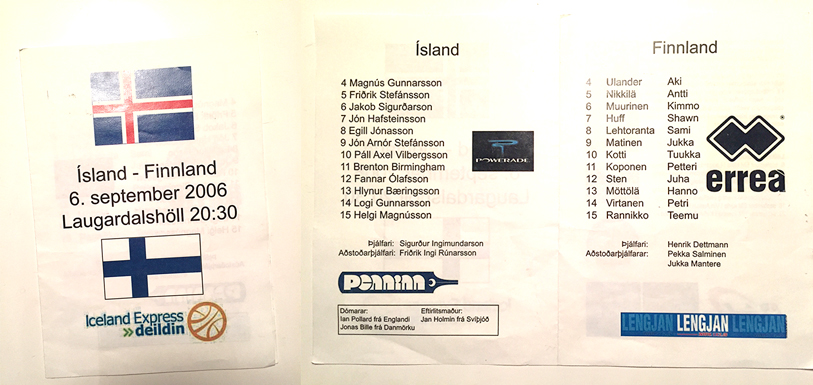 Ísland - Finnland
6. september 2006
Laugardalshöll 20:30
Iceland Express
» deildin
Ísland
4 Magnús Gunnarsson
5 Friðrik Stefánsson
6 Jakob Sigurðarson
7 Jón Hafsteinsson
8 Egill Jónasson
9 Jón Arnór Stefánsson
10 Páll Axel Vilbergsson
11 Brenton Birmingham
12 Fannar Ólafsson
13 Hlynur Bæringsson
14 Logi Gunnarsson
15 Helgi Magnússon
POWERADE
Þjálfari: Sigurður Ingimundarson
Aðstoðarþjálfari: Friðrik Ingi Rúnarsson
Penninn
Dómarar: Eftirlitsmaður:
Ian Pollard frá Englandi Jan Holmin frá Svíþjóð
Jonas Bille frá Danmörku
Finnland
4 Ulander Aki
5 Nikkilä Antti
6 Muurinen Kimmo
7 Huff Shawn
8 Lehtoranta Sami
9 Matinen Jukka
10 Kotti Tuukka
11 Koponen Petteri
12 Sten Juha
13 Möttölä Hanno
14 Virtanen Petri
15 Rannikko Teemu
erreà
Þjálfari: Henrik Dettmann
Aðstoðarþjálfarar: Pekka Salminen
Jukka Mantere
LENGJAN LENGJAN LENGJAN